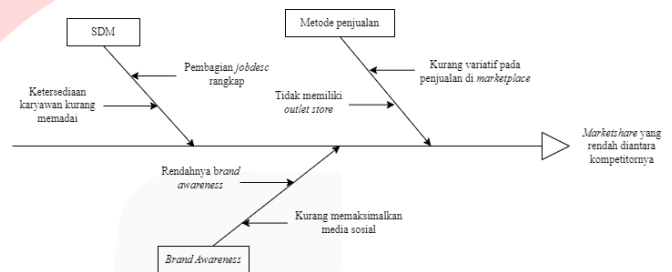 SDM
Metode penjualan
Pembagian jobdesc
rangkap
Ketersediaan
karyawan kurang
memadai
Kurang variatif pada
penjualan di marketplace
Tidak memiliki
outlet store
Marketshare yang
rendah diantara
kompetitornya
Rendahnya brand
awareness
Kurang memaksimalkan
media sosial
Brand Awareness